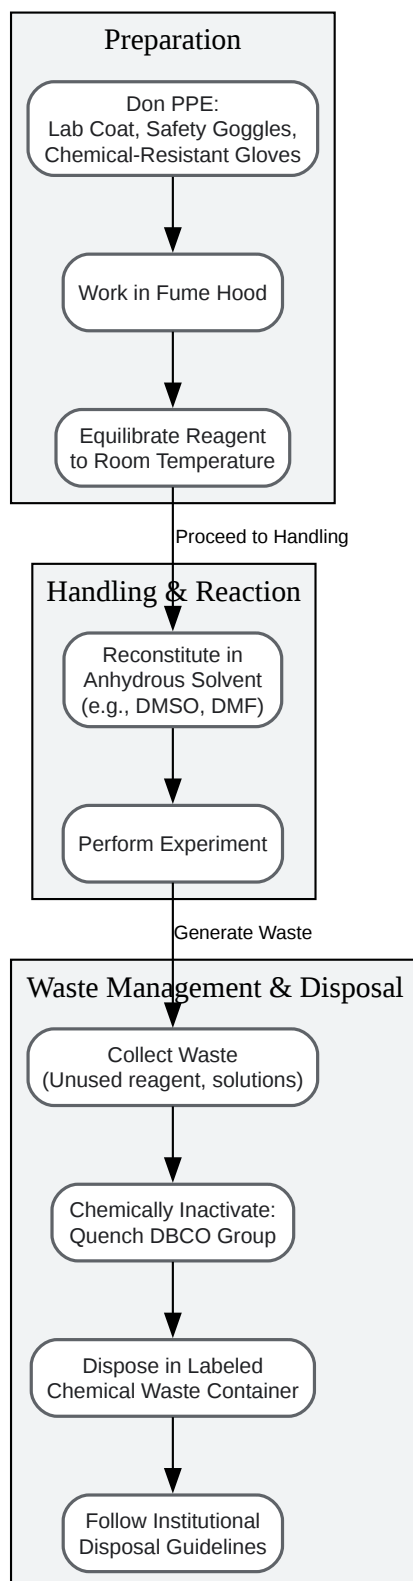 Preparation
Don PPE:
Lab Coat, Safety Goggles,
Chemical-Resistant Gloves
Work in Fume Hood
Equilibrate Reagent
to Room Temperature
Proceed to Handling
Handling & Reaction
Reconstitute in
Anhydrous Solvent
(e.g., DMSO, DMF)
Perform Experiment
Generate Waste
Waste Management & Disposal
Collect Waste
(Unused reagent, solutions)
Chemically Inactivate:
Quench DBCO Group
Dispose in Labeled
Chemical Waste Container
Follow Institutional
Disposal Guidelines